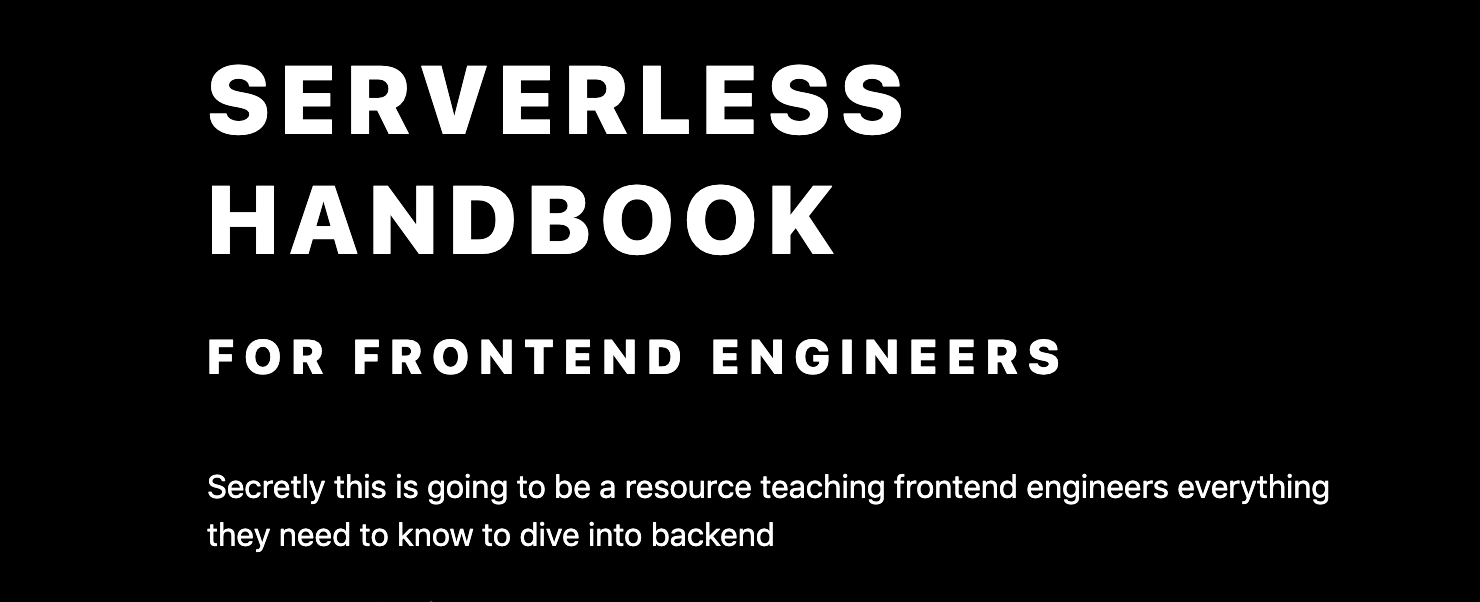 SERVERLESS
HANDBOOK
FOR FRONTEND ENGINEERS
Secretly this is going to be a resource teaching frontend engineers everything
they need to know to dive into backend